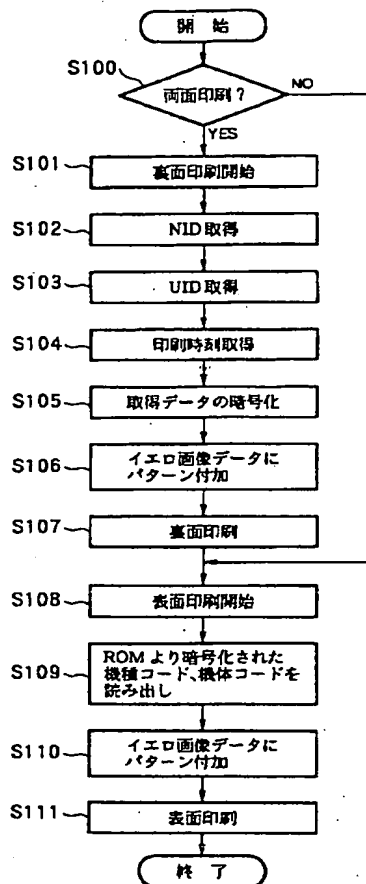 開 始
S100
両面印刷？
NO
YES
S101
裏面印刷開始
S102
NID取得
S103
UID取得
S104
印刷時刻取得
S105
取得データの暗号化
S106
イエロ画像データに
パターン付加
S107
裏面印刷
S108
表面印刷開始
S109
ROMより暗号化された
機種コード、機体コードを
読み出し
S110
イエロ画像データに
パターン付加
S111
表面印刷
終 了